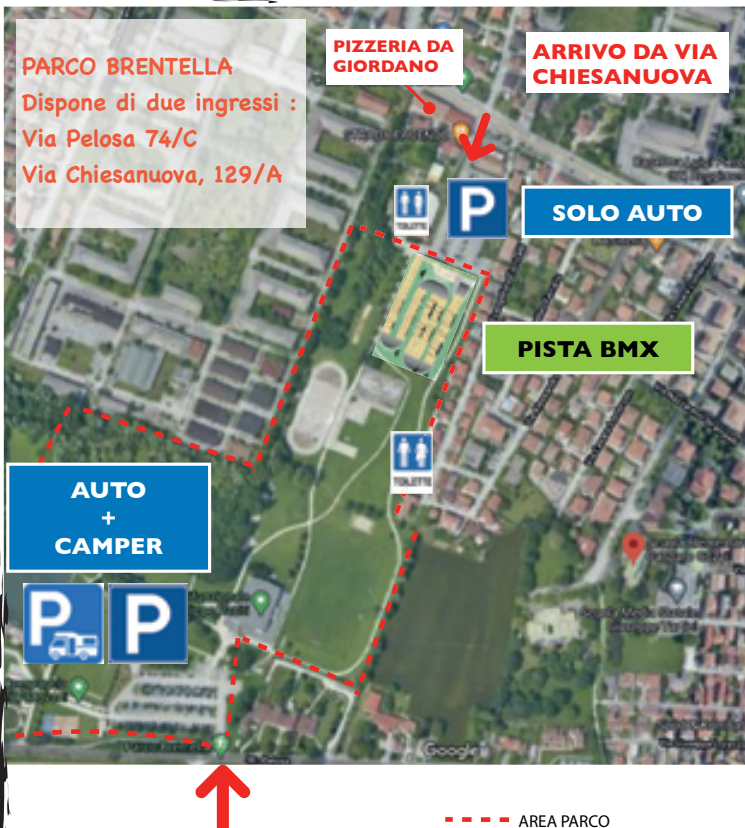 PARCO BRENTELLA
Dispone di due ingressi :
Via Pelosa 74/C
Via Chiesanuova, 129/A
PIZZERIA DA
GIORDANO
ARRIVO DA VIA
CHIESANUOVA
P
SOLO AUTO
TOILETTE
PISTA BMX
TOILETTE
AUTO
+
CAMPER
P
P
Google
AREA PARCO